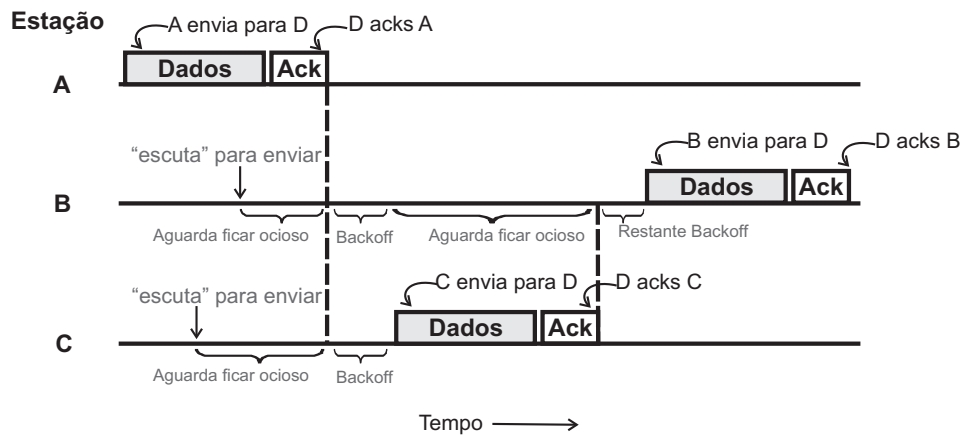 Estação
A envia para D
D acks A
Dados
Ack
A
B envia para D
D acks B
“escuta” para enviar
Dados
Ack
B
Aguarda ficar ocioso
Backoff
Aguarda ficar ocioso
Restante Backoff
C envia para D
D acks C
“escuta” para enviar
Dados
Ack
C
Aguarda ficar ocioso
Backoff
Tempo